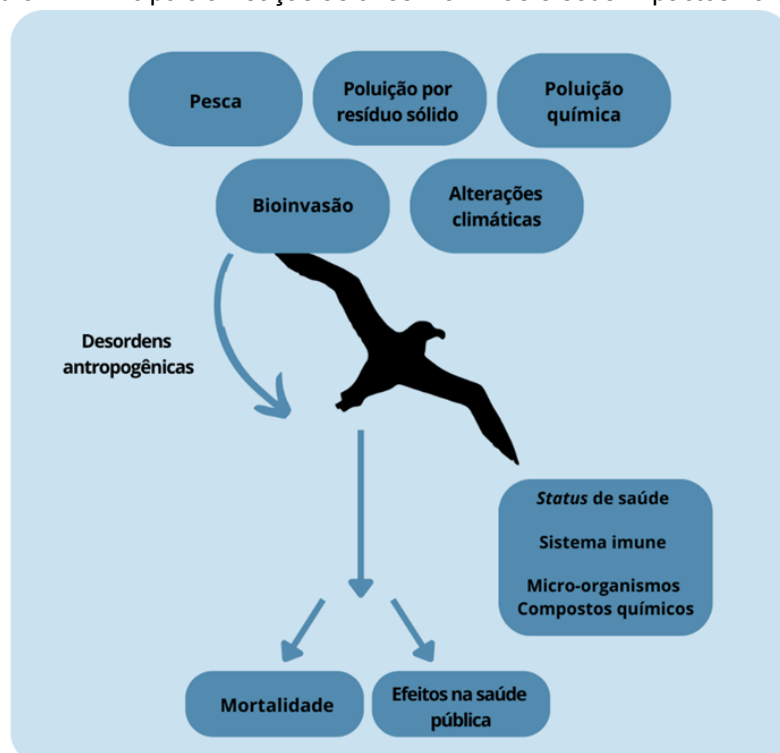 Pesca
Poluição por
resíduo sólido
Poluição
química
Bioinvasão
Alterações
climáticas
Desordens
antropogênicas
Status de saúde
Sistema imune
Micro-organismos
Compostos químicos
Mortalidade
Efeitos na saúde
pública